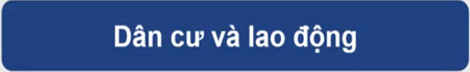 Dân cư và lao động